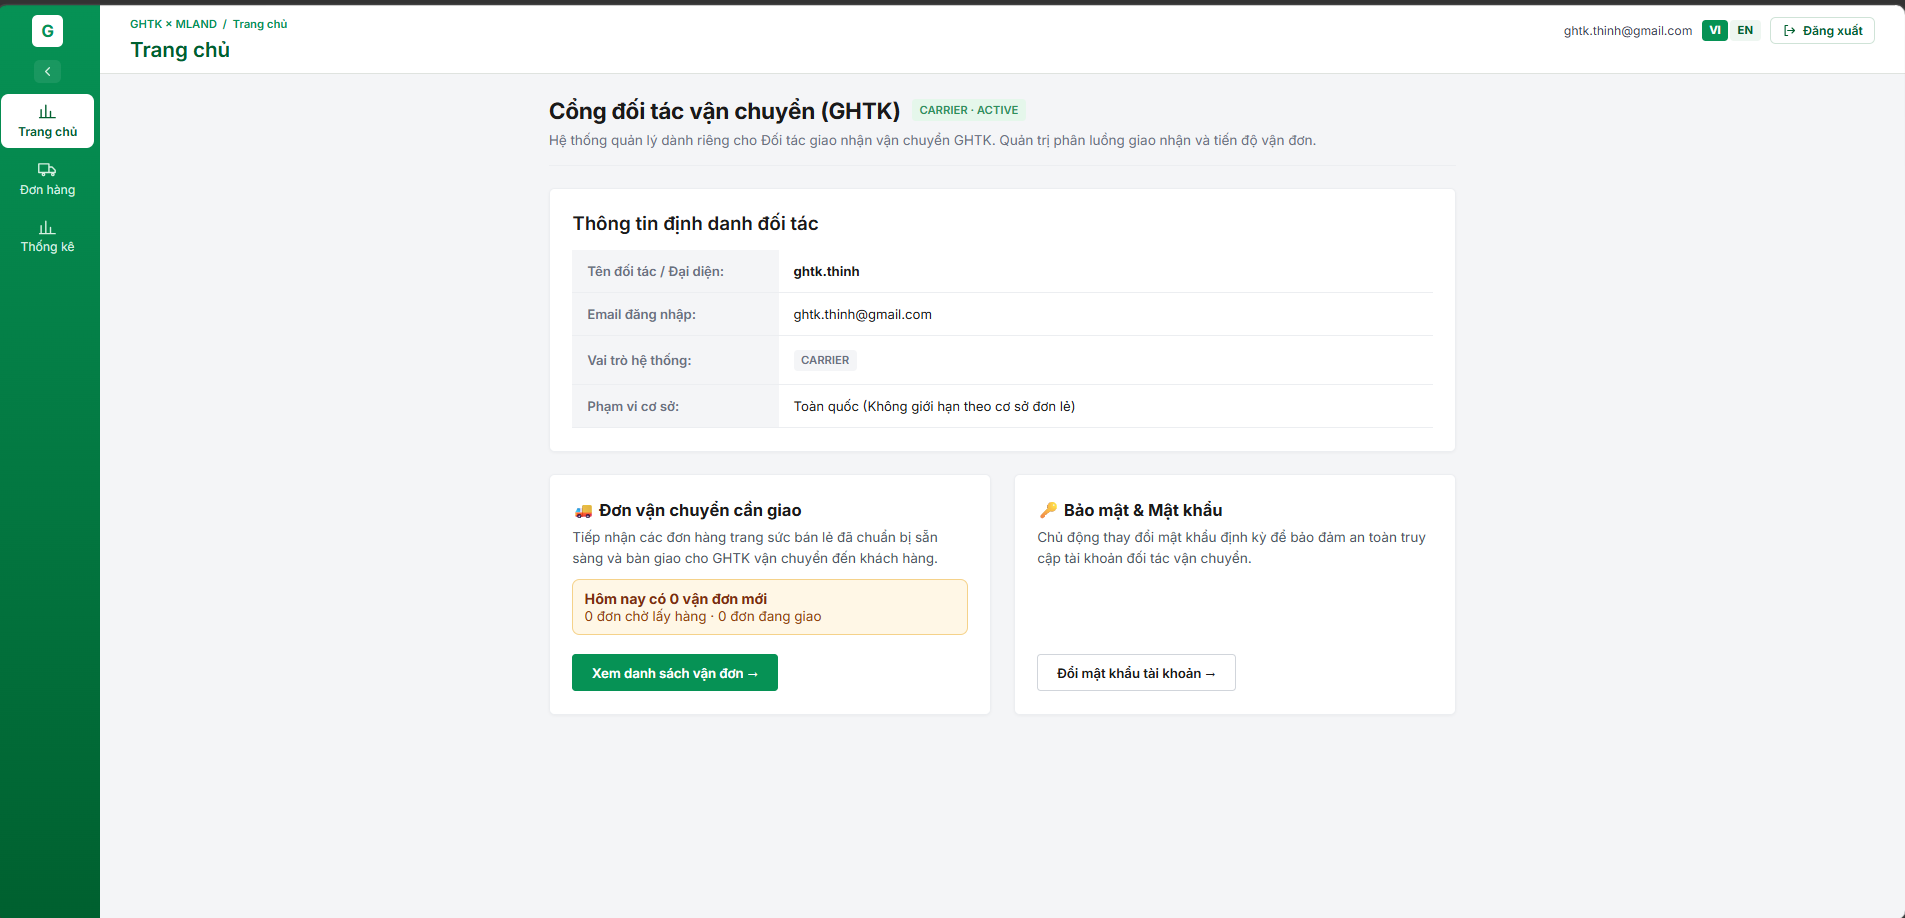 G
GHTK × MLAND / Trang chủ
Trang chủ
ghtk.thinh@gmail.com
VI
EN
Đăng xuất
Trang chủ
Đơn hàng
Thống kê
Cổng đối tác vận chuyển (GHTK)
CARRIER · ACTIVE
Hệ thống quản lý dành riêng cho Đối tác giao nhận vận chuyển GHTK. Quản trị phân luồng giao nhận và tiến độ vận đơn.
Thông tin định danh đối tác
Tên đối tác / Đại diện:
ghtk.thinh
Email đăng nhập:
ghtk.thinh@gmail.com
Vai trò hệ thống:
CARRIER
Phạm vi cơ sở:
Toàn quốc (Không giới hạn theo cơ sở đơn lẻ)
Đơn vận chuyển cần giao
Tiếp nhận các đơn hàng trang sức bán lẻ đã chuẩn bị sẵn
sàng và bàn giao cho GHTK vận chuyển đến khách hàng.
Hôm nay có 0 vận đơn mới
0 đơn chờ lấy hàng · 0 đơn đang giao
Xem danh sách vận đơn →
Bảo mật & Mật khẩu
Chủ động thay đổi mật khẩu định kỳ để bảo đảm an toàn truy
cập tài khoản đối tác vận chuyển.
Đổi mật khẩu tài khoản →